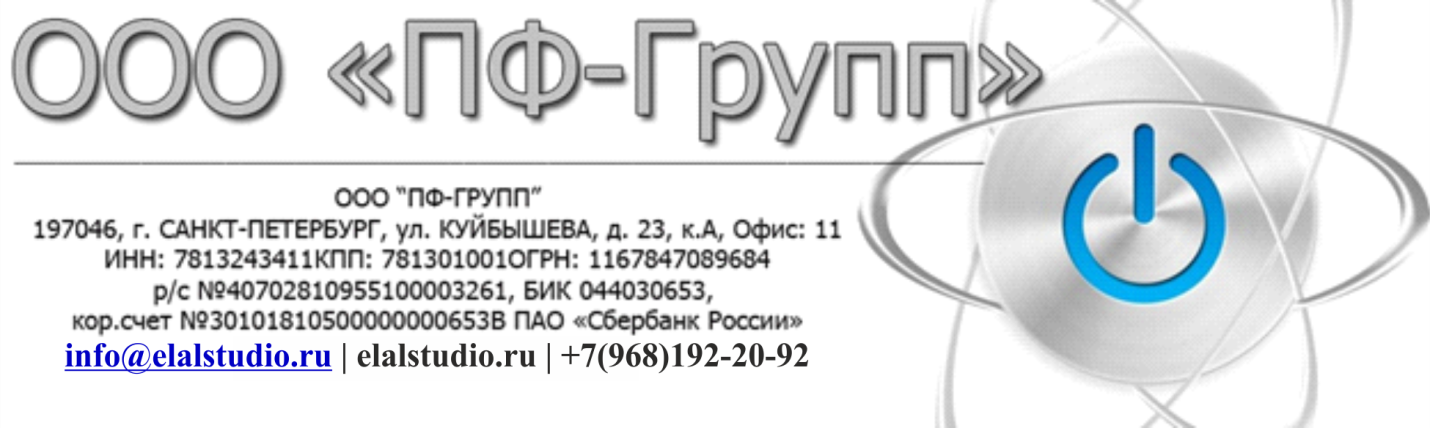 ООО «ПФ-Групп»
ООО "ПФ-ГРУПП"
197046, г. САНКТ-ПЕТЕРБУРГ, ул. КУЙБЫШЕВА, д. 23, к.А, Офис: 11
ИНН: 7813243411КПП: 781301001ОГРН: 1167847089684
р/с №40702810955100003261, БИК 044030653,
кор.счет №30101810500000000653В ПАО «Сбербанк России»
info@elalstudio.ru | elalstudio.ru | +7(968)192-20-92